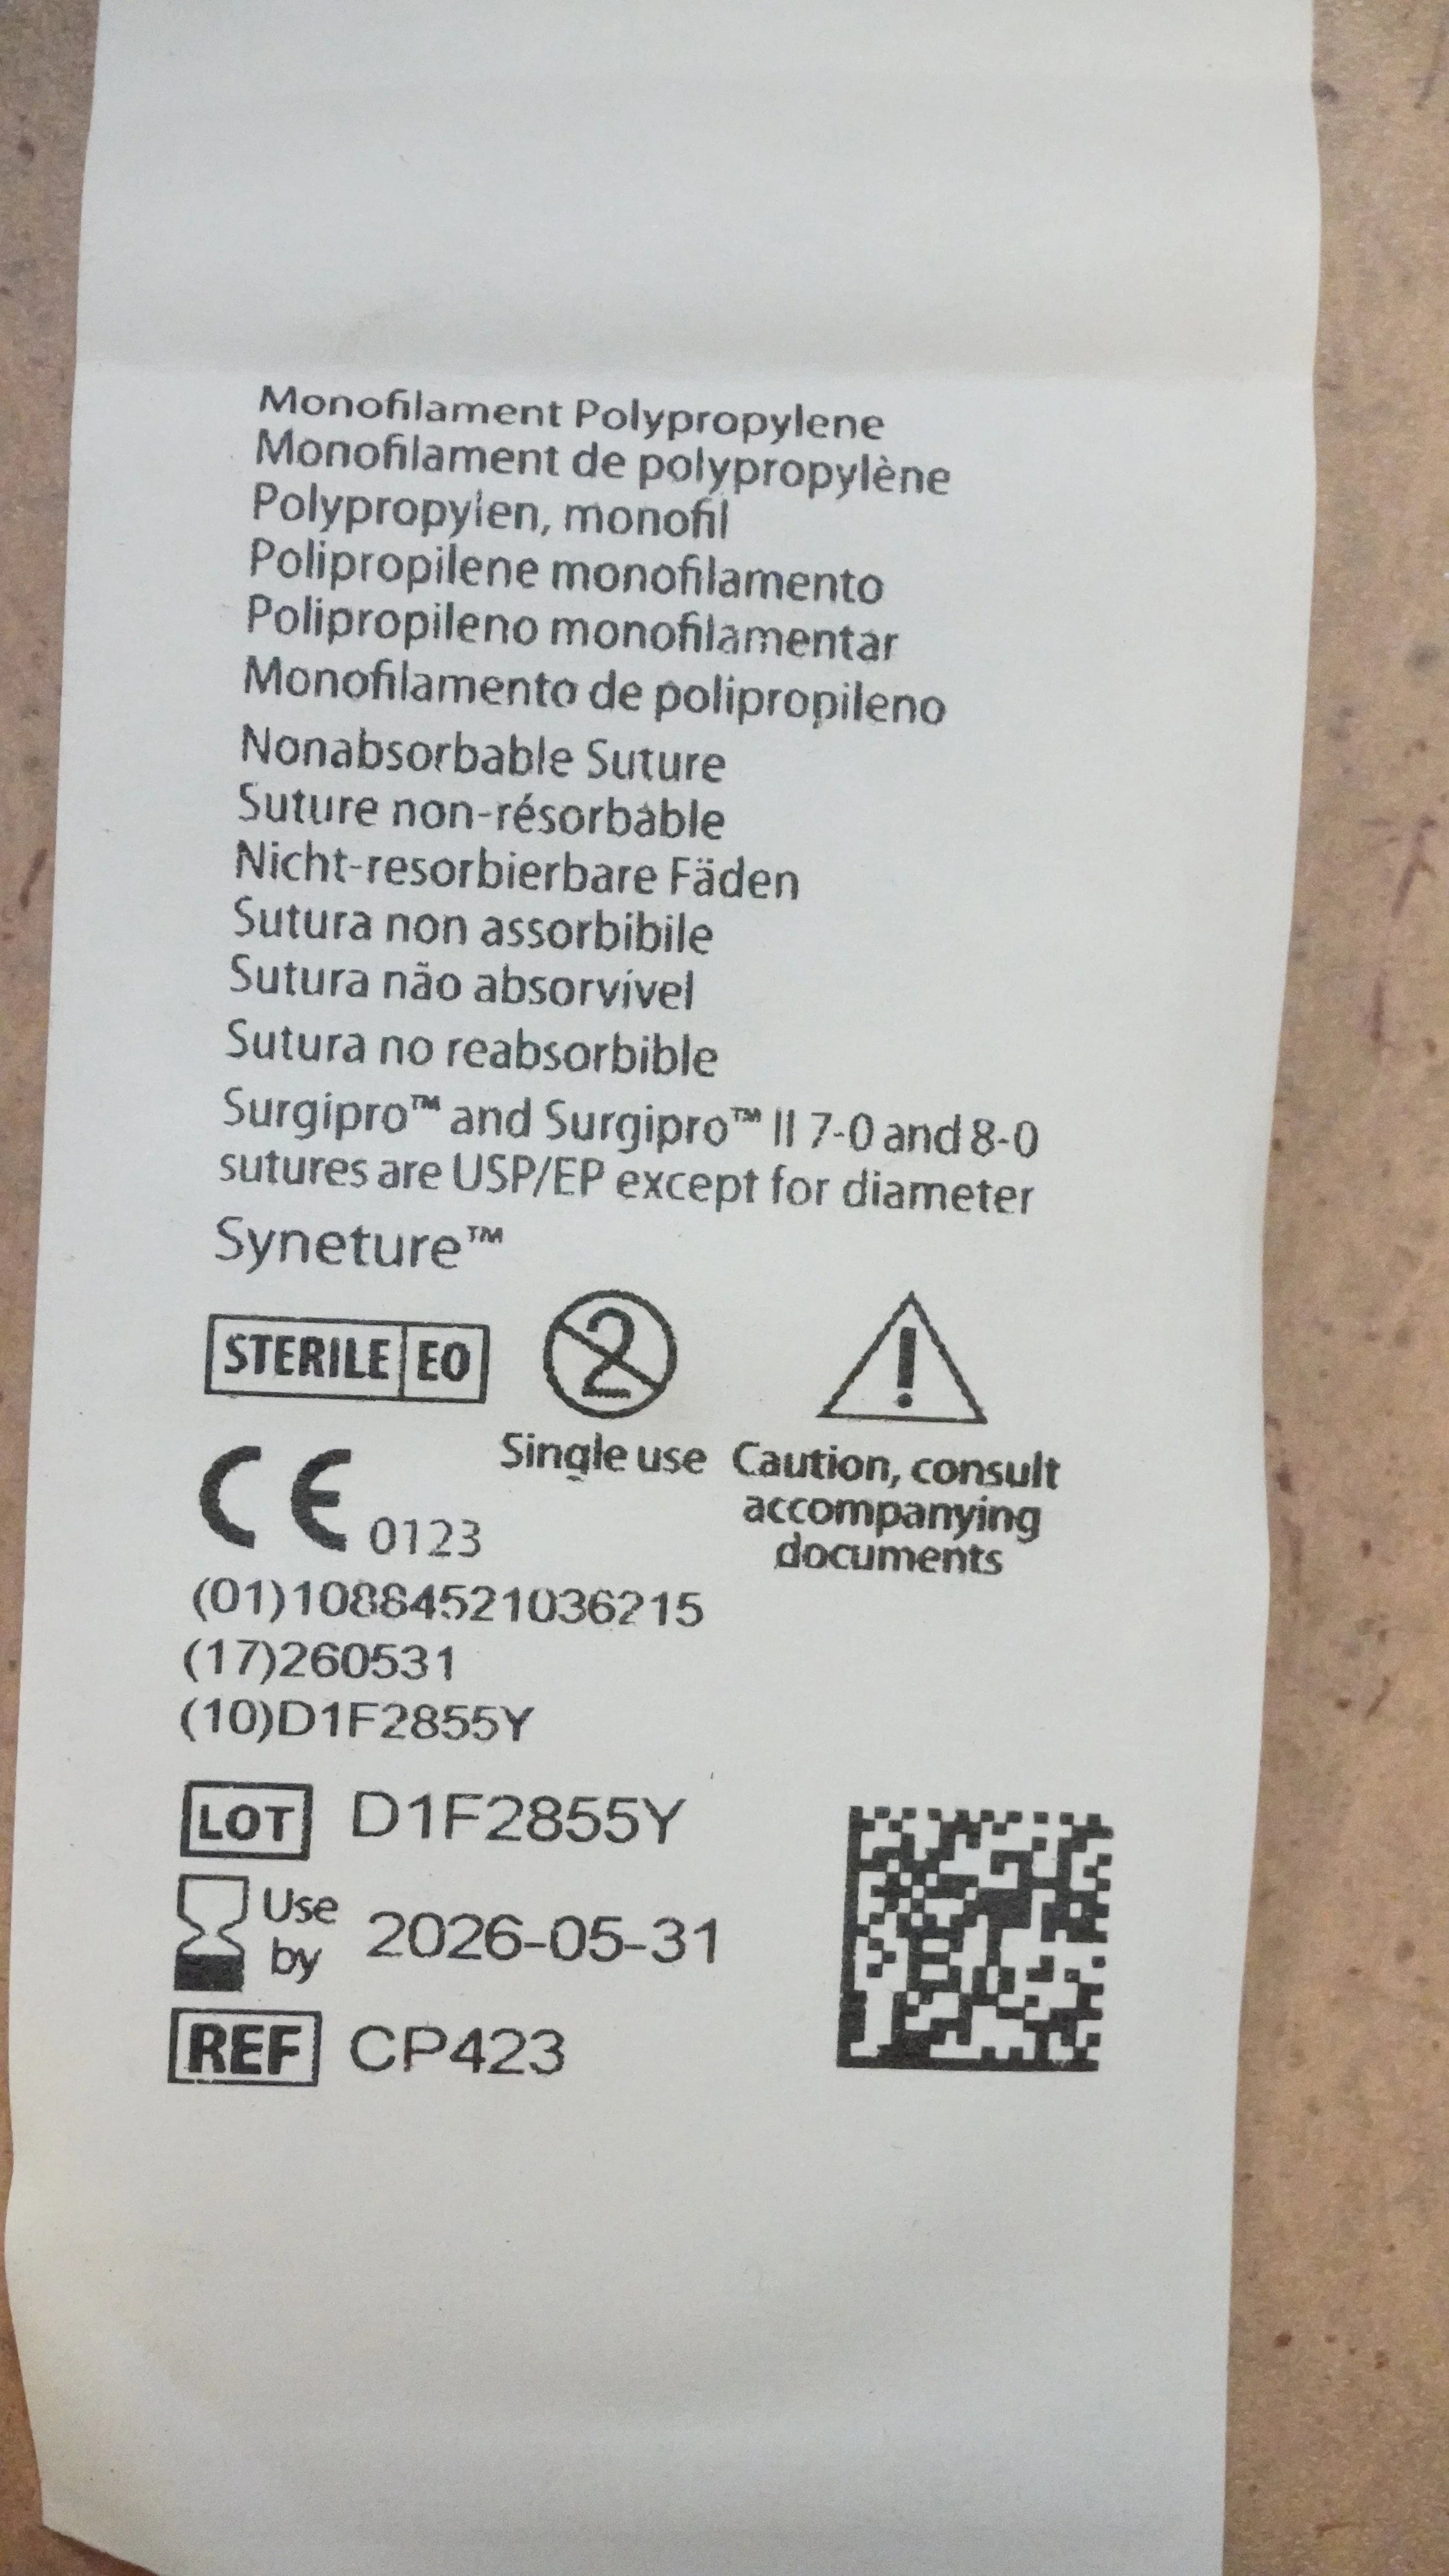 Monofilament Polypropylene
Monofilament de polypropylène
Polypropylen, monofil
Polipropilene monofilamento
Polipropileno monofilamentar
Monofilamento de polipropileno
Nonabsorbable Suture
Suture non-résorbable
Nicht-resorbierbare Fäden
Sutura non assorbibile
Sutura não absorvível
Sutura no reabsorbible
Surgipro™ and Surgipro™ II 7-0 and 8-0
sutures are USP/EP except for diameter
Syneture™
STERILE EO
2
Single use
Caution, consult
accompanying
documents
CE 0123
(01)10884521036215
(17)260531
(10)D1F2855Y
LOT D1F2855Y
Use by 2026-05-31
REF CP423